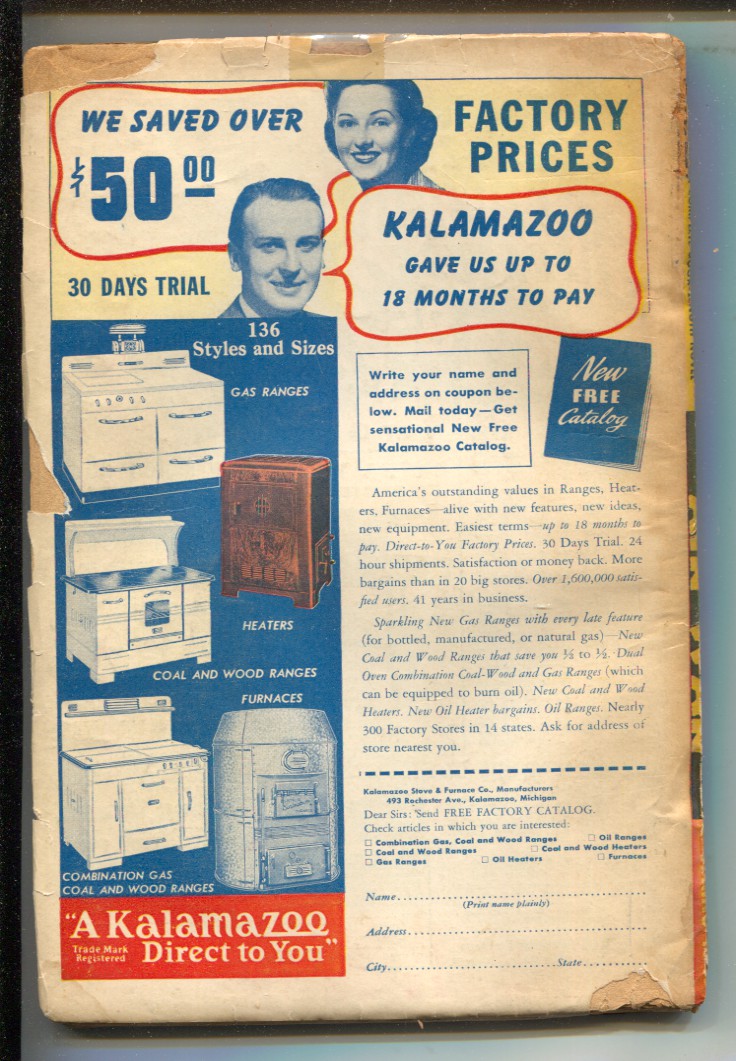 WE SAVED OVER
$50 00
FACTORY
PRICES
KALAMAZOO
GAVE US UP TO
18 MONTHS TO PAY
30 DAYS TRIAL
136
Styles and Sizes
GAS RANGES
HEATERS
COAL AND WOOD RANGES
FURNACES
COMBINATION GAS
COAL AND WOOD RANGES
"A Kalamazoo
Trade Mark
Registered
Direct to You"
Write your name and
address on coupon be-
low. Mail today—Get
sensational New Free
Kalamazoo Catalog.
New
FREE
Catalog
America's outstanding values in Ranges, Heat-
ers, Furnaces—alive with new features, new ideas,
new equipment. Easiest terms—up to 18 months to
pay. Direct-to-You Factory Prices. 30 Days Trial. 24
hour shipments. Satisfaction or money back. More
bargains than in 20 big stores. Over 1,600,000 satis-
fied users. 41 years in business.
Sparkling New Gas Ranges with every late feature
(for bottled, manufactured, or natural gas)—New
Coal and Wood Ranges that save you ⅓ to ½. Dual
Oven Combination Coal-Wood and Gas Ranges (which
can be equipped to burn oil). New Coal and Wood
Heaters. New Oil Heater bargains. Oil Ranges. Nearly
300 Factory Stores in 14 states. Ask for address of
store nearest you.
Kalamazoo Stove & Furnace Co., Manufacturers
493 Rochester Ave., Kalamazoo, Michigan
Dear Sirs: Send FREE FACTORY CATALOG.
Check articles in which you are interested:
☐ Combination Gas, Coal and Wood Ranges ☐ Oil Ranges
☐ Coal and Wood Ranges ☐ Coal and Wood Heaters
☐ Gas Ranges ☐ Oil Heaters ☐ Furnaces
Name
(Print name plainly)
Address
City State